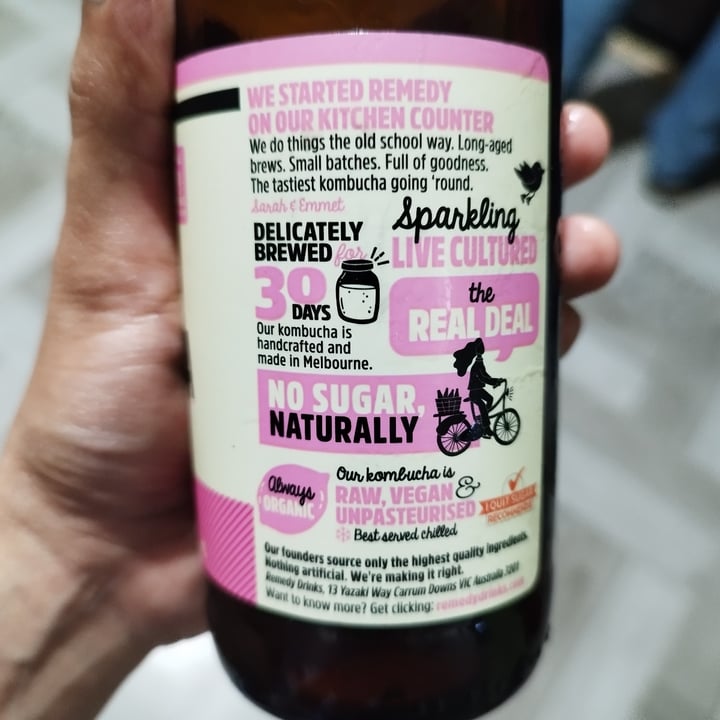 WE STARTED REMEDY
ON OUR KITCHEN COUNTER
We do things the old school way. Long-aged
brews. Small batches. Full of goodness.
The tastiest kombucha going 'round.
Sarah & Emmet
DELICATELY
BREWED for
30
DAYS
Our kombucha is
handcrafted and
made in Melbourne.
Sparkling
LIVE CULTURED
the
REAL DEAL
NO SUGAR,
NATURALLY
Always
ORGANIC
Our kombucha is
RAW, VEGAN &
UNPASTEURISED
Best served chilled
I QUIT SUGAR
Our founders source only the highest quality ingredients.
Nothing artificial. We're making it right.
Remedy Drinks, 13 Yazaki Way Carrum Downs VIC Australia 3201
Want to know more? Get clicking: remedydrinks.com